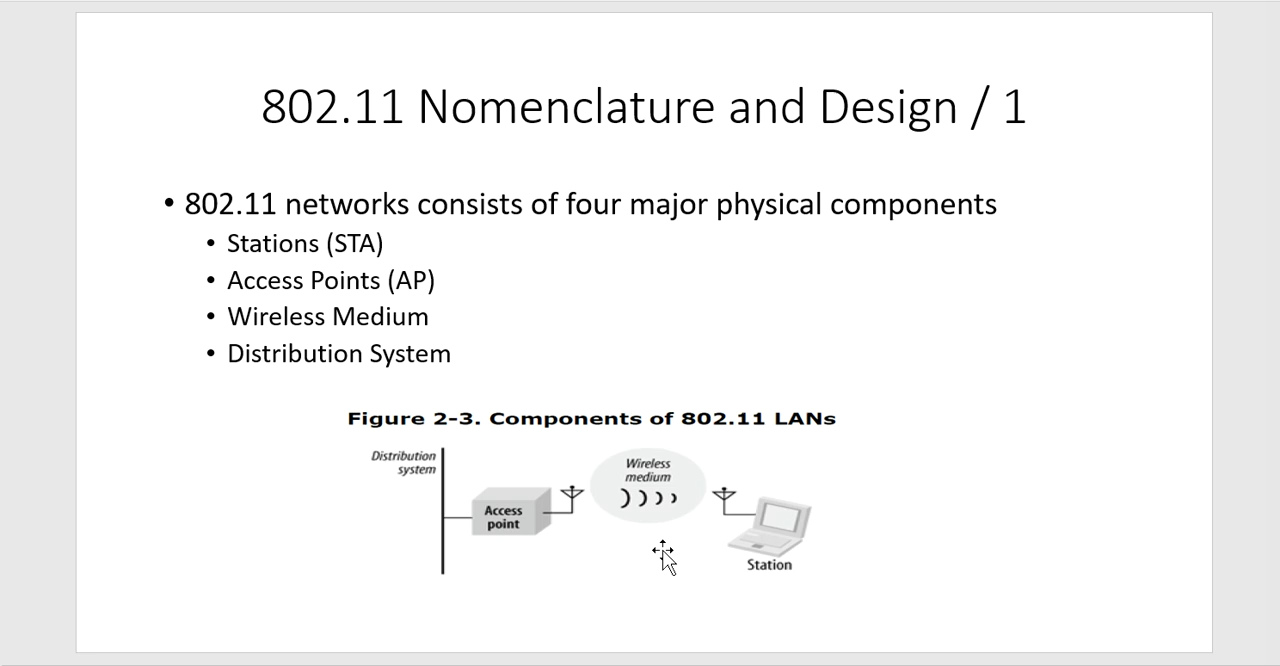 802.11 Nomenclature and Design / 1
• 802.11 networks consists of four major physical components
• Stations (STA)
• Access Points (AP)
• Wireless Medium
• Distribution System
Figure 2-3. Components of 802.11 LANs
Distribution
system
Wireless
medium
Access
point
Station